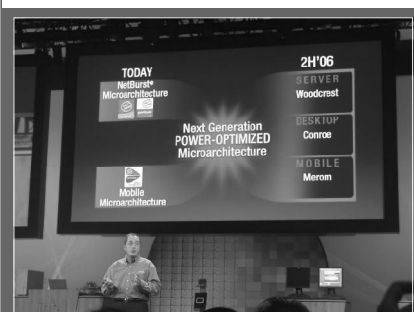 TODAY
NetBurst®
Microarchitecture
Mobile
Microarchitecture
Next Generation
POWER-OPTIMIZED
Microarchitecture
2H'06
SERVER
Woodcrest
DESKTOP
Conroe
MOBILE
Merom